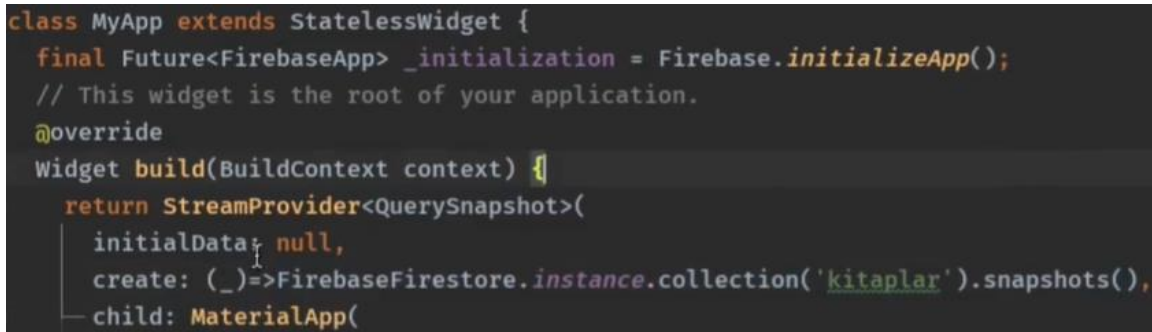 class MyApp extends StatelessWidget {
final Future<FirebaseApp> _initialization = Firebase.initializeApp();
// This widget is the root of your application.
@override
Widget build(BuildContext context) {
return StreamProvider<QuerySnapshot>(
initialData: null,
create: (_)=>FirebaseFirestore.instance.collection('kitaplar').snapshots(),
child: MaterialApp(